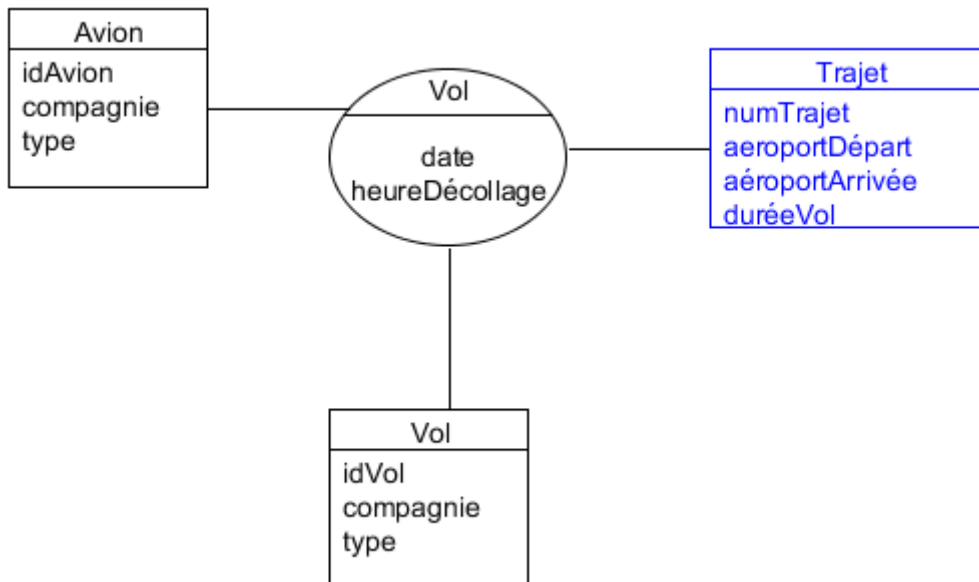 Avion
idAvion
compagnie
type
Vol
date
heureDécollage
Trajet
numTrajet
aeroportDépart
aéroportArrivée
duréeVol
Vol
idVol
compagnie
type